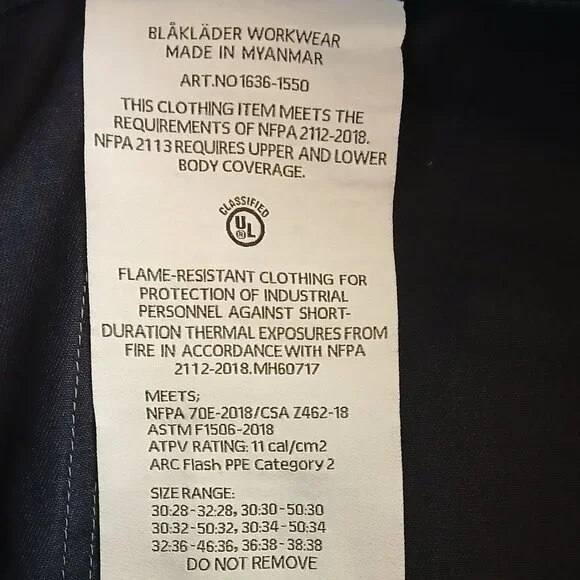 BLÅKLÄDER WORKWEAR
MADE IN MYANMAR
ART.NO 1636-1550
THIS CLOTHING ITEM MEETS THE
REQUIREMENTS OF NFPA 2112-2018.
NFPA 2113 REQUIRES UPPER AND LOWER
BODY COVERAGE.
CLASSIFIED
UL
®
FLAME-RESISTANT CLOTHING FOR
PROTECTION OF INDUSTRIAL
PERSONNEL AGAINST SHORT-
DURATION THERMAL EXPOSURES FROM
FIRE IN ACCORDANCE WITH NFPA
2112-2018.MH60717
MEETS;
NFPA 70E-2018/CSA Z462-18
ASTM F1506-2018
ATPV RATING: 11 cal/cm2
ARC Flash PPE Category 2
SIZE RANGE:
30:28-32:28, 30:30-50:30
30:32-50:32, 30:34-50:34
32:36-46:36, 36:38-38:38
DO NOT REMOVE